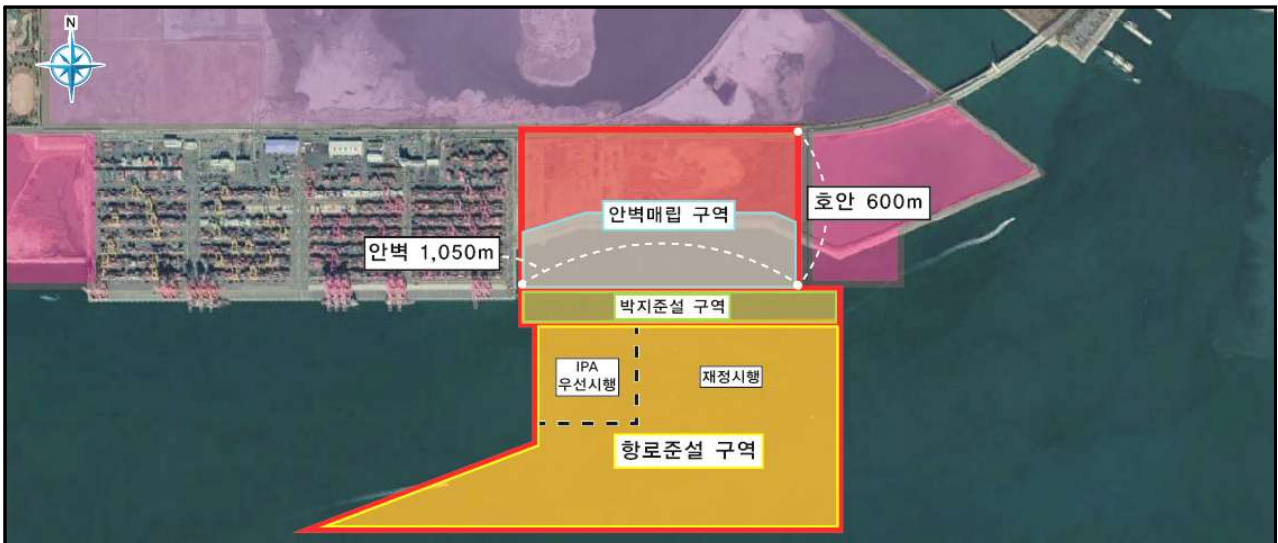 N
안벽매립 구역
호안 600m
안벽 1,050m
박지준설 구역
IPA
우선시행
재정시행
항로준설 구역